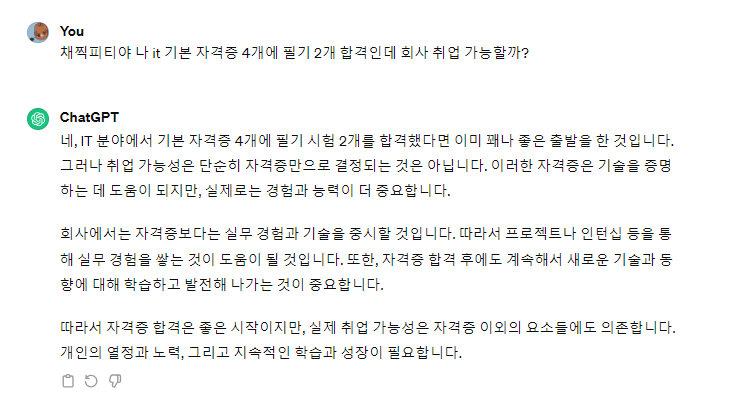 You
채찍피티야 나 it 기본 자격증 4개에 필기 2개 합격인데 회사 취업 가능할까?
ChatGPT
네, IT 분야에서 기본 자격증 4개에 필기 시험 2개를 합격했다면 이미 꽤나 좋은 출발을 한 것입니다.
그러나 취업 가능성은 단순히 자격증만으로 결정되는 것은 아닙니다. 이러한 자격증은 기술을 증명
하는 데 도움이 되지만, 실제로는 경험과 능력이 더 중요합니다.
회사에서는 자격증보다는 실무 경험과 기술을 중시할 것입니다. 따라서 프로젝트나 인턴십 등을 통
해 실무 경험을 쌓는 것이 도움이 될 것입니다. 또한, 자격증 합격 후에도 계속해서 새로운 기술과 동
향에 대해 학습하고 발전해 나가는 것이 중요합니다.
따라서 자격증 합격은 좋은 시작이지만, 실제 취업 가능성은 자격증 이외의 요소들에도 의존합니다.
개인의 열정과 노력, 그리고 지속적인 학습과 성장이 필요합니다.